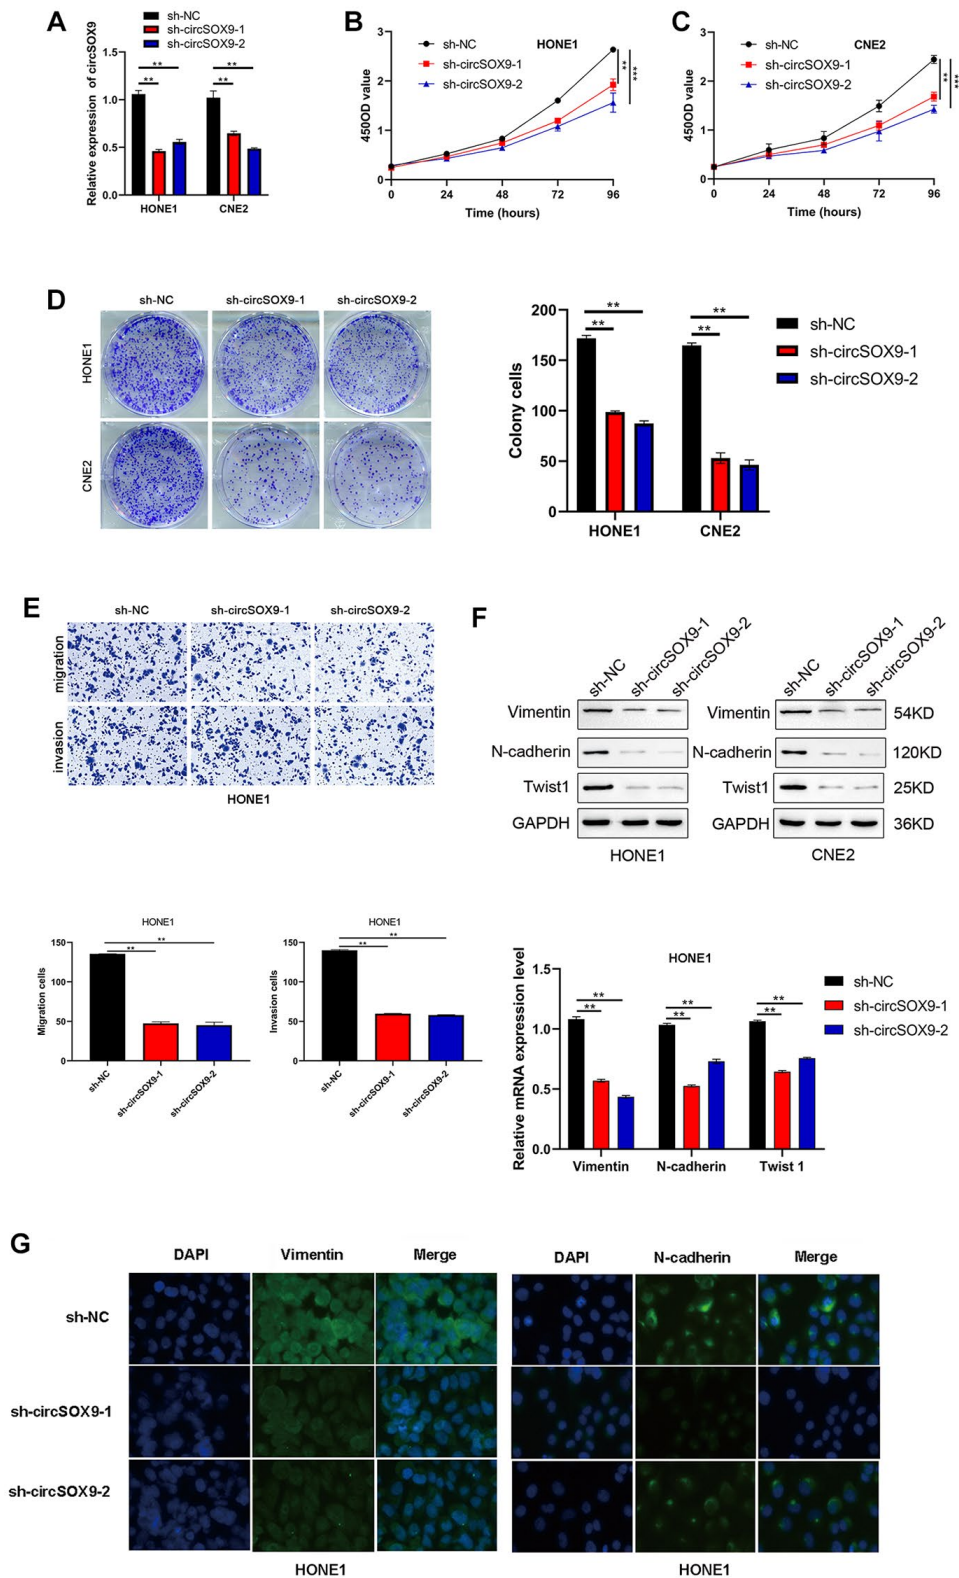 A
sh-NC
sh-circSOX9-1
sh-circSOX9-2
Relative expression of circSOX9
1.5
1.0
0.5
0.0
**
**
**
**
HONE1
CNE2
B
HONE1
sh-NC
sh-circSOX9-1
sh-circSOX9-2
450OD value
3
2
1
0
0
24
48
72
96
Time (hours)
**
***
C
CNE2
sh-NC
sh-circSOX9-1
sh-circSOX9-2
450OD value
3
2
1
0
0
24
48
72
96
Time (hours)
**
***
D
sh-NC
sh-circSOX9-1
sh-circSOX9-2
HONE1
CNE2
Colony cells
200
150
100
50
0
**
**
**
**
HONE1
CNE2
sh-NC
sh-circSOX9-1
sh-circSOX9-2
E
sh-NC
sh-circSOX9-1
sh-circSOX9-2
migration
invasion
HONE1
HONE1
Migration cells
150
100
50
0
**
**
sh-NC
sh-circSOX9-1
sh-circSOX9-2
HONE1
Invasion cells
150
100
50
0
**
**
sh-NC
sh-circSOX9-1
sh-circSOX9-2
F
sh-NC
sh-circSOX9-1
sh-circSOX9-2
sh-NC
sh-circSOX9-1
sh-circSOX9-2
Vimentin
Vimentin
54KD
N-cadherin
N-cadherin
120KD
Twist1
Twist1
25KD
GAPDH
GAPDH
36KD
HONE1
CNE2
HONE1
Relative mRNA expression level
1.5
1.0
0.5
0.0
**
**
**
**
**
**
Vimentin
N-cadherin
Twist 1
sh-NC
sh-circSOX9-1
sh-circSOX9-2
G
DAPI
Vimentin
Merge
DAPI
N-cadherin
Merge
sh-NC
sh-circSOX9-1
sh-circSOX9-2
HONE1
HONE1